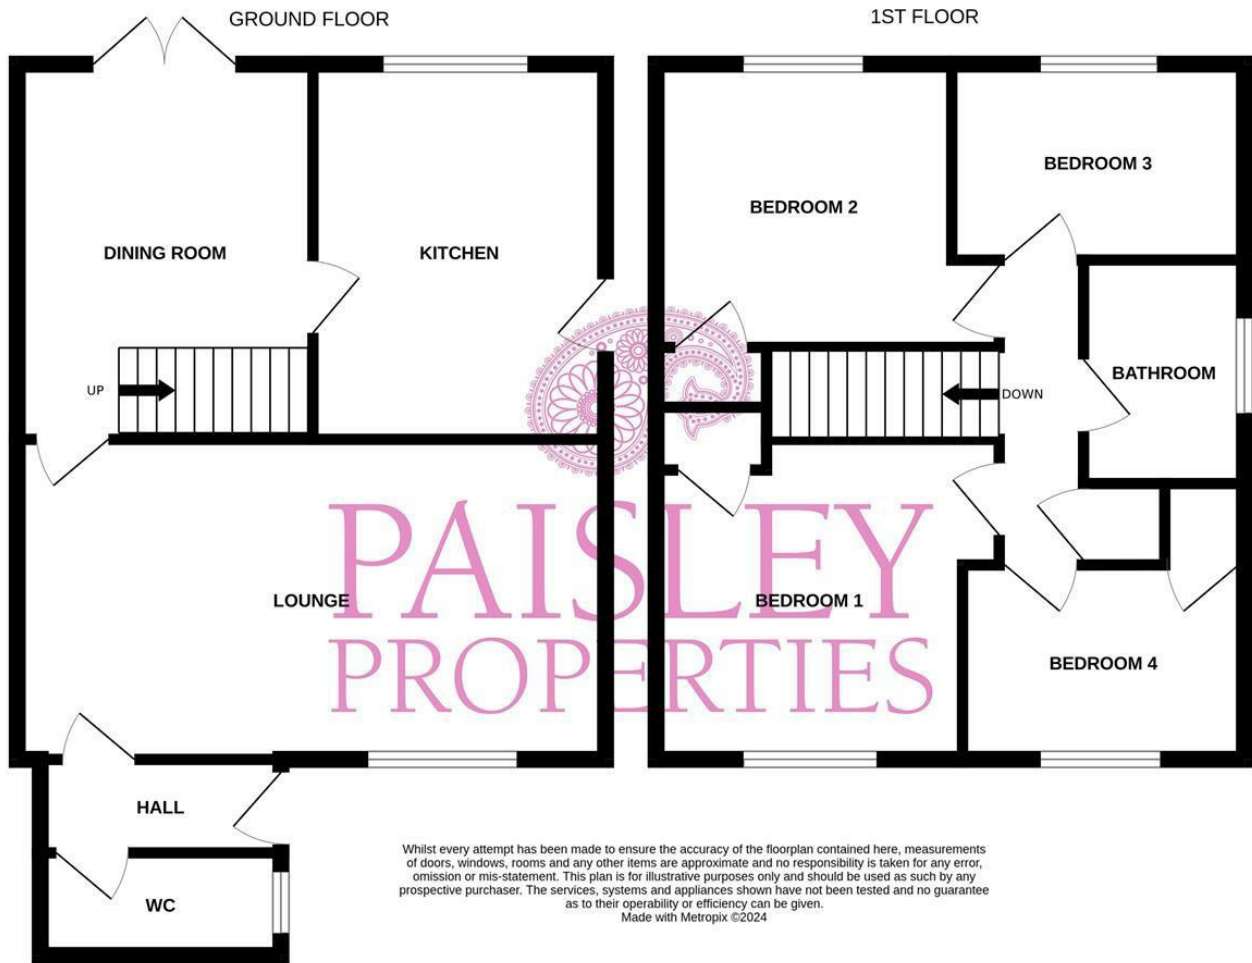 GROUND FLOOR
1ST FLOOR
DINING ROOM
KITCHEN
UP
LOUNGE
HALL
WC
BEDROOM 2
BEDROOM 3
BATHROOM
DOWN
BEDROOM 1
BEDROOM 4
PAISLEY
PROPERTIES
Whilst every attempt has been made to ensure the accuracy of the floorplan contained here, measurements
of doors, windows, rooms and any other items are approximate and no responsibility is taken for any error,
omission or mis-statement. This plan is for illustrative purposes only and should be used as such by any
prospective purchaser. The services, systems and appliances shown have not been tested and no guarantee
as to their operability or efficiency can be given.
Made with Metropix ©2024